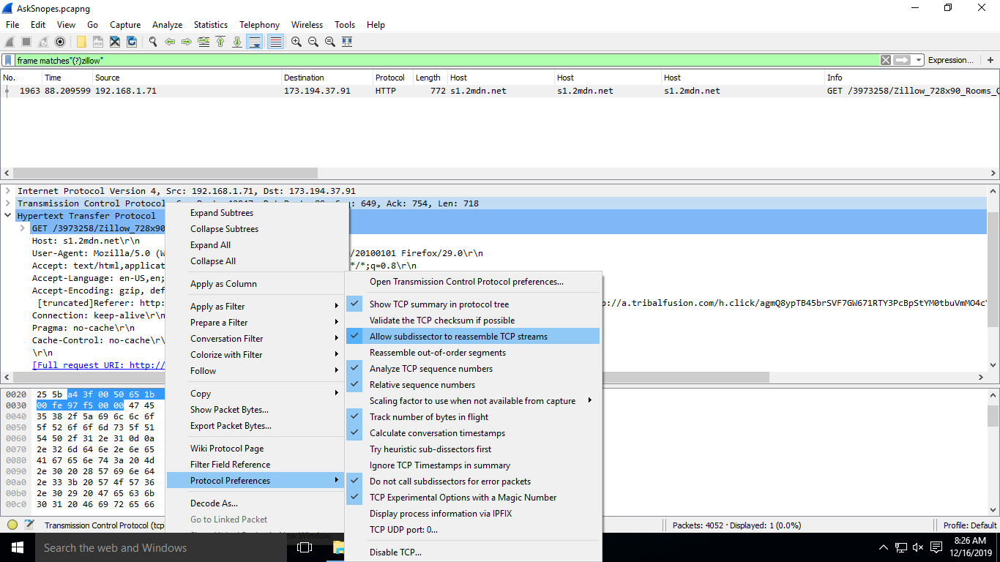 AskSnopes.pcapng
File Edit View Go Capture Analyze Statistics Telephony Wireless Tools Help
frame matches"(?)zillow"
Expression... +
No. Time Source Destination Protocol Length Host Host Host Info
1963 88.209599 192.168.1.71 173.194.37.91 HTTP 772 s1.2mdn.net s1.2mdn.net s1.2mdn.net GET /3973258/Zillow_728x90_Rooms_
Internet Protocol Version 4, Src: 192.168.1.71, Dst: 173.194.37.91
Transmission Control Protocol, : 649, Ack: 754, Len: 718
Hypertext Transfer Protocol
GET /3973258/Zillow_728x90
Host: s1.2mdn.net\r\n
User-Agent: Mozilla/5.0 (W /20100101 Firefox/29.0\r\n
Accept: text/html,applicat */*;q=0.8\r\n
Accept-Language: en-US,en;
Accept-Encoding: gzip, def
[truncated]Referer: http: p://a.tribalfusion.com/h.click/agmQ8ypTB45brSVF7GW671RTY3PcBpStYM0tbuVmMO4c
Connection: keep-alive\r\n
Pragma: no-cache\r\n
Cache-Control: no-cache\r\
\r\n
[Full request URI: http://
0020 25 5b a4 3f 00 50 65 1b
0030 00 fe 97 f5 00 00 47 45
0040 35 38 2f 5a 69 6c 6c 6f
0050 5f 52 6f 6f 6d 73 5f 51
0060 54 50 2f 31 2e 31 0d 0a
0070 2e 32 6d 64 6e 2e 6e 65
0080 41 67 65 6e 74 3a 20 4d
0090 2e 30 20 28 57 69 6e 64
00a0 2e 33 3b 20 57 4f 57 36
00b0 2e 30 29 20 47 65 63 6b
00c0 30 31 20 46 69 72 65 66
Expand Subtrees
Collapse Subtrees
Expand All
Collapse All
Apply as Column
Apply as Filter
Prepare a Filter
Conversation Filter
Colorize with Filter
Follow
Copy
Show Packet Bytes...
Export Packet Bytes...
Wiki Protocol Page
Filter Field Reference
Protocol Preferences
Decode As...
Go to Linked Packet
Open Transmission Control Protocol preferences...
Show TCP summary in protocol tree
Validate the TCP checksum if possible
Allow subdissector to reassemble TCP streams
Reassemble out-of-order segments
Analyze TCP sequence numbers
Relative sequence numbers
Scaling factor to use when not available from capture
Track number of bytes in flight
Calculate conversation timestamps
Try heuristic sub-dissectors first
Ignore TCP Timestamps in summary
Do not call subdissectors for error packets
TCP Experimental Options with a Magic Number
Display process information via IPFIX
TCP UDP port: 0...
Disable TCP...
Transmission Control Protocol (tcp
Packets: 4052 · Displayed: 1 (0.0%)
Profile: Default
Search the web and Windows
8:26 AM
12/16/2019